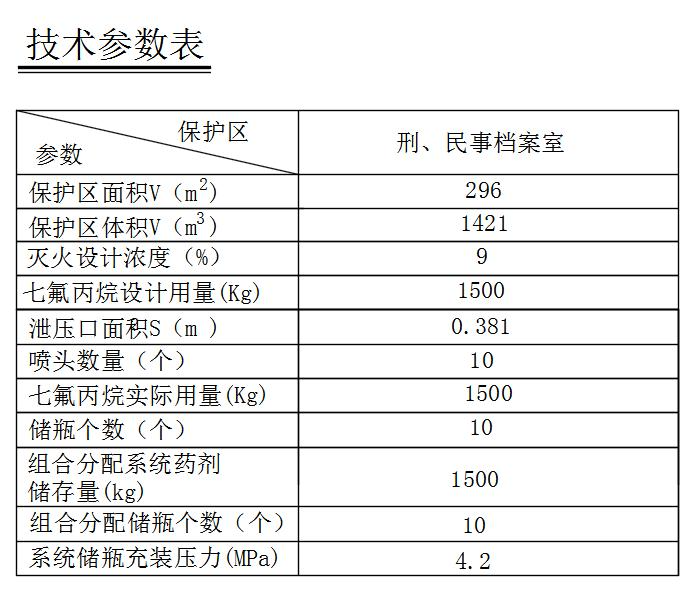 技术参数表
保护区
参数
刑、民事档案室
保护区面积V（m²）
296
保护区体积V（m³）
1421
灭火设计浓度（%）
9
七氟丙烷设计用量(Kg)
1500
泄压口面积S（m²）
0.381
喷头数量（个）
10
七氟丙烷实际用量(Kg)
1500
储瓶个数（个）
10
组合分配系统药剂
储存量(kg)
1500
组合分配储瓶个数（个）
10
系统储瓶充装压力(MPa)
4.2